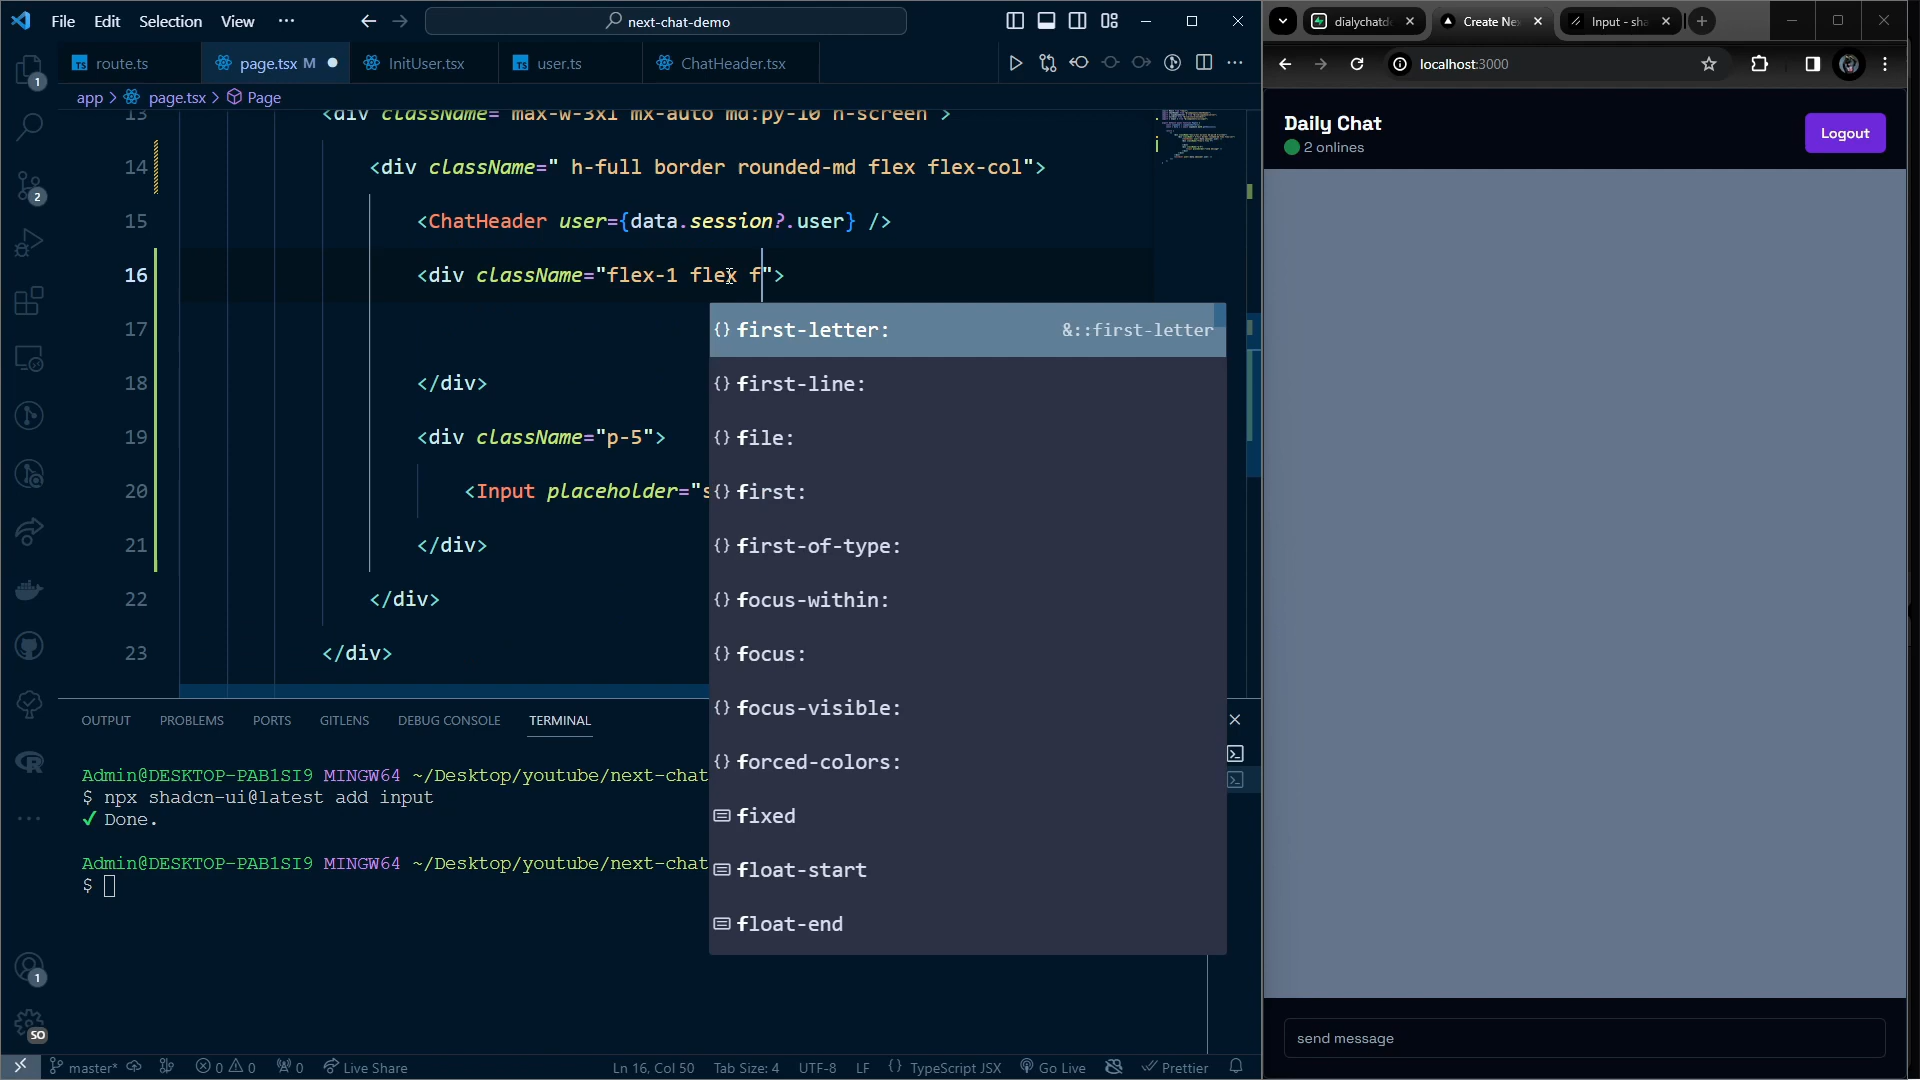 File Edit Selection View ··· next-chat-demo
route.ts page.tsx M InitUser.tsx user.ts ChatHeader.tsx
app > page.tsx > Page
13 <div className="max-w-3xl mx-auto md:py-10 h-screen">
14 <div className=" h-full border rounded-md flex flex-col">
15 <ChatHeader user={data.session?.user} />
16 <div className="flex-1 flex f">
17
18 </div>
19 <div className="p-5">
20 <Input placeholder="s
21 </div>
22 </div>
23 </div>
{} first-letter: &::first-letter
{} first-line:
{} file:
{} first:
{} first-of-type:
{} focus-within:
{} focus:
{} focus-visible:
{} forced-colors:
fixed
float-start
float-end
OUTPUT PROBLEMS PORTS GITLENS DEBUG CONSOLE TERMINAL
Admin@DESKTOP-PAB1SI9 MINGW64 ~/Desktop/youtube/next-chat
$ npx shadcn-ui@latest add input
✓ Done.
Admin@DESKTOP-PAB1SI9 MINGW64 ~/Desktop/youtube/next-chat
$
1
2
1
SO
master* 0 0 0 Live Share Ln 16, Col 50 Tab Size: 4 UTF-8 LF {} TypeScript JSX Go Live Prettier
dialychatd Create Ne Input - sha
localhost:3000
Daily Chat
2 onlines
Logout
send message